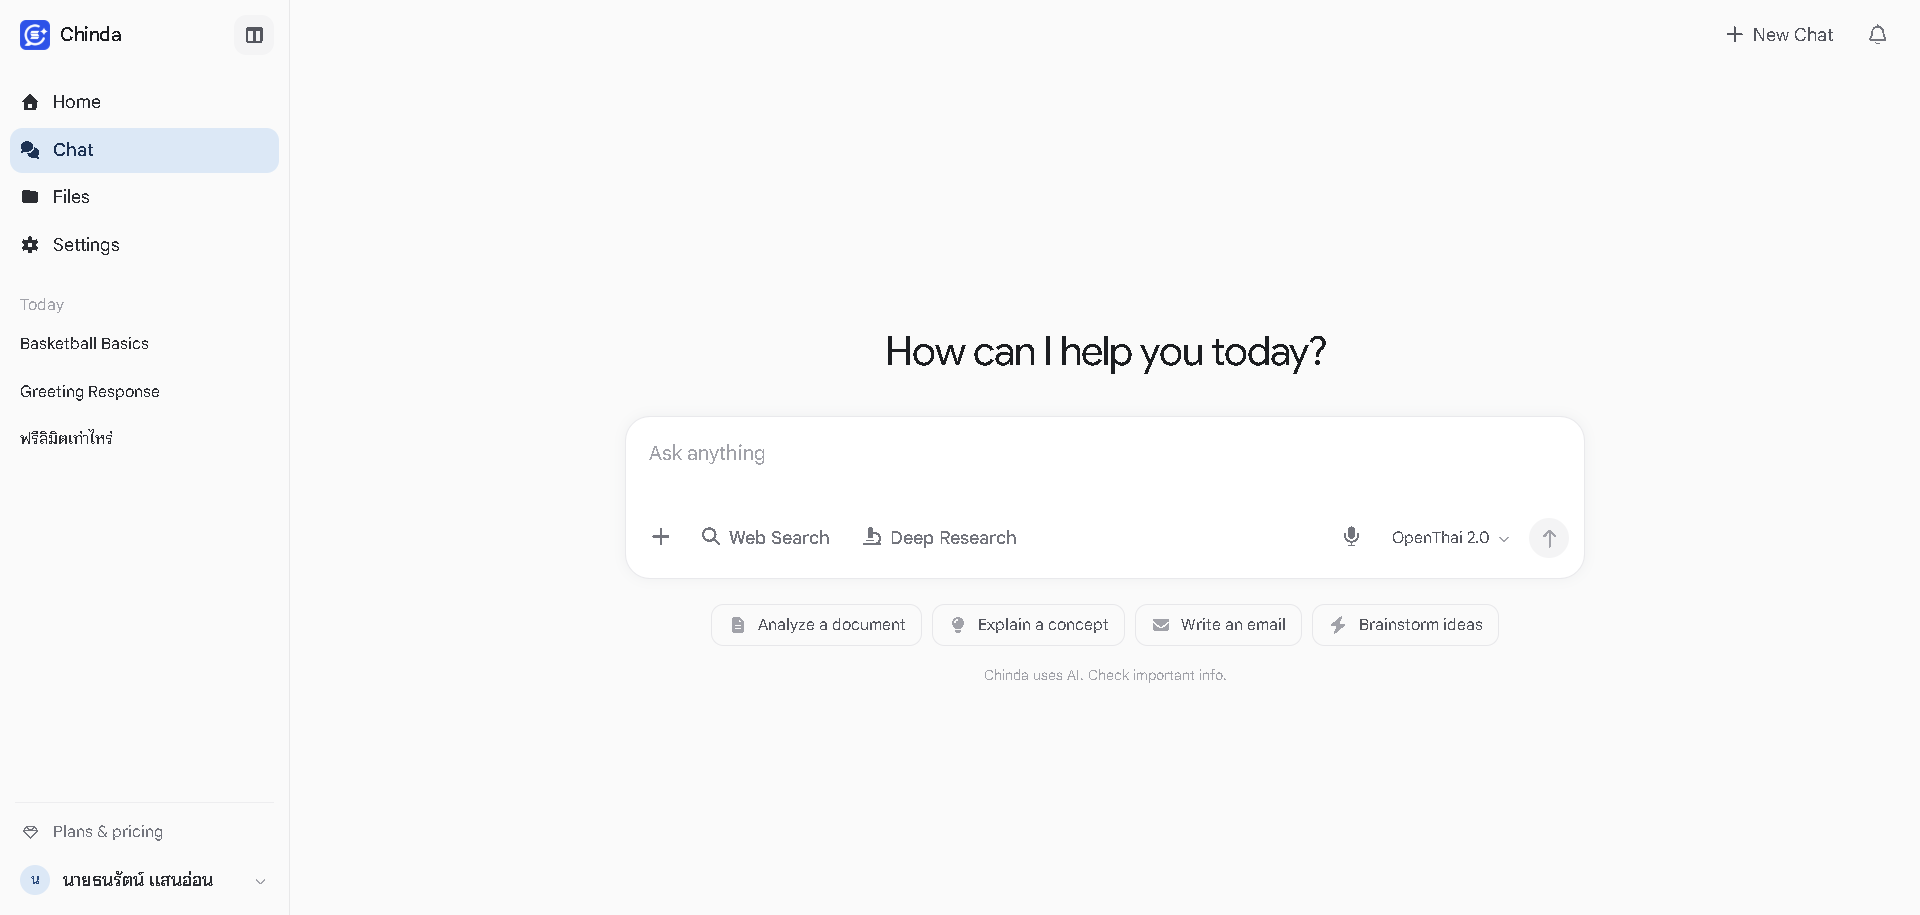 Chinda
New Chat
Home
Chat
Files
Settings
Today
Basketball Basics
Greeting Response
ฟรีลิมิตเท่าไหร่
How can I help you today?
Ask anything
Web Search
Deep Research
OpenThai 2.0
Analyze a document
Explain a concept
Write an email
Brainstorm ideas
Chinda uses AI. Check important info.
Plans & pricing
น
นายธนรัตน์ แสนอ่อน